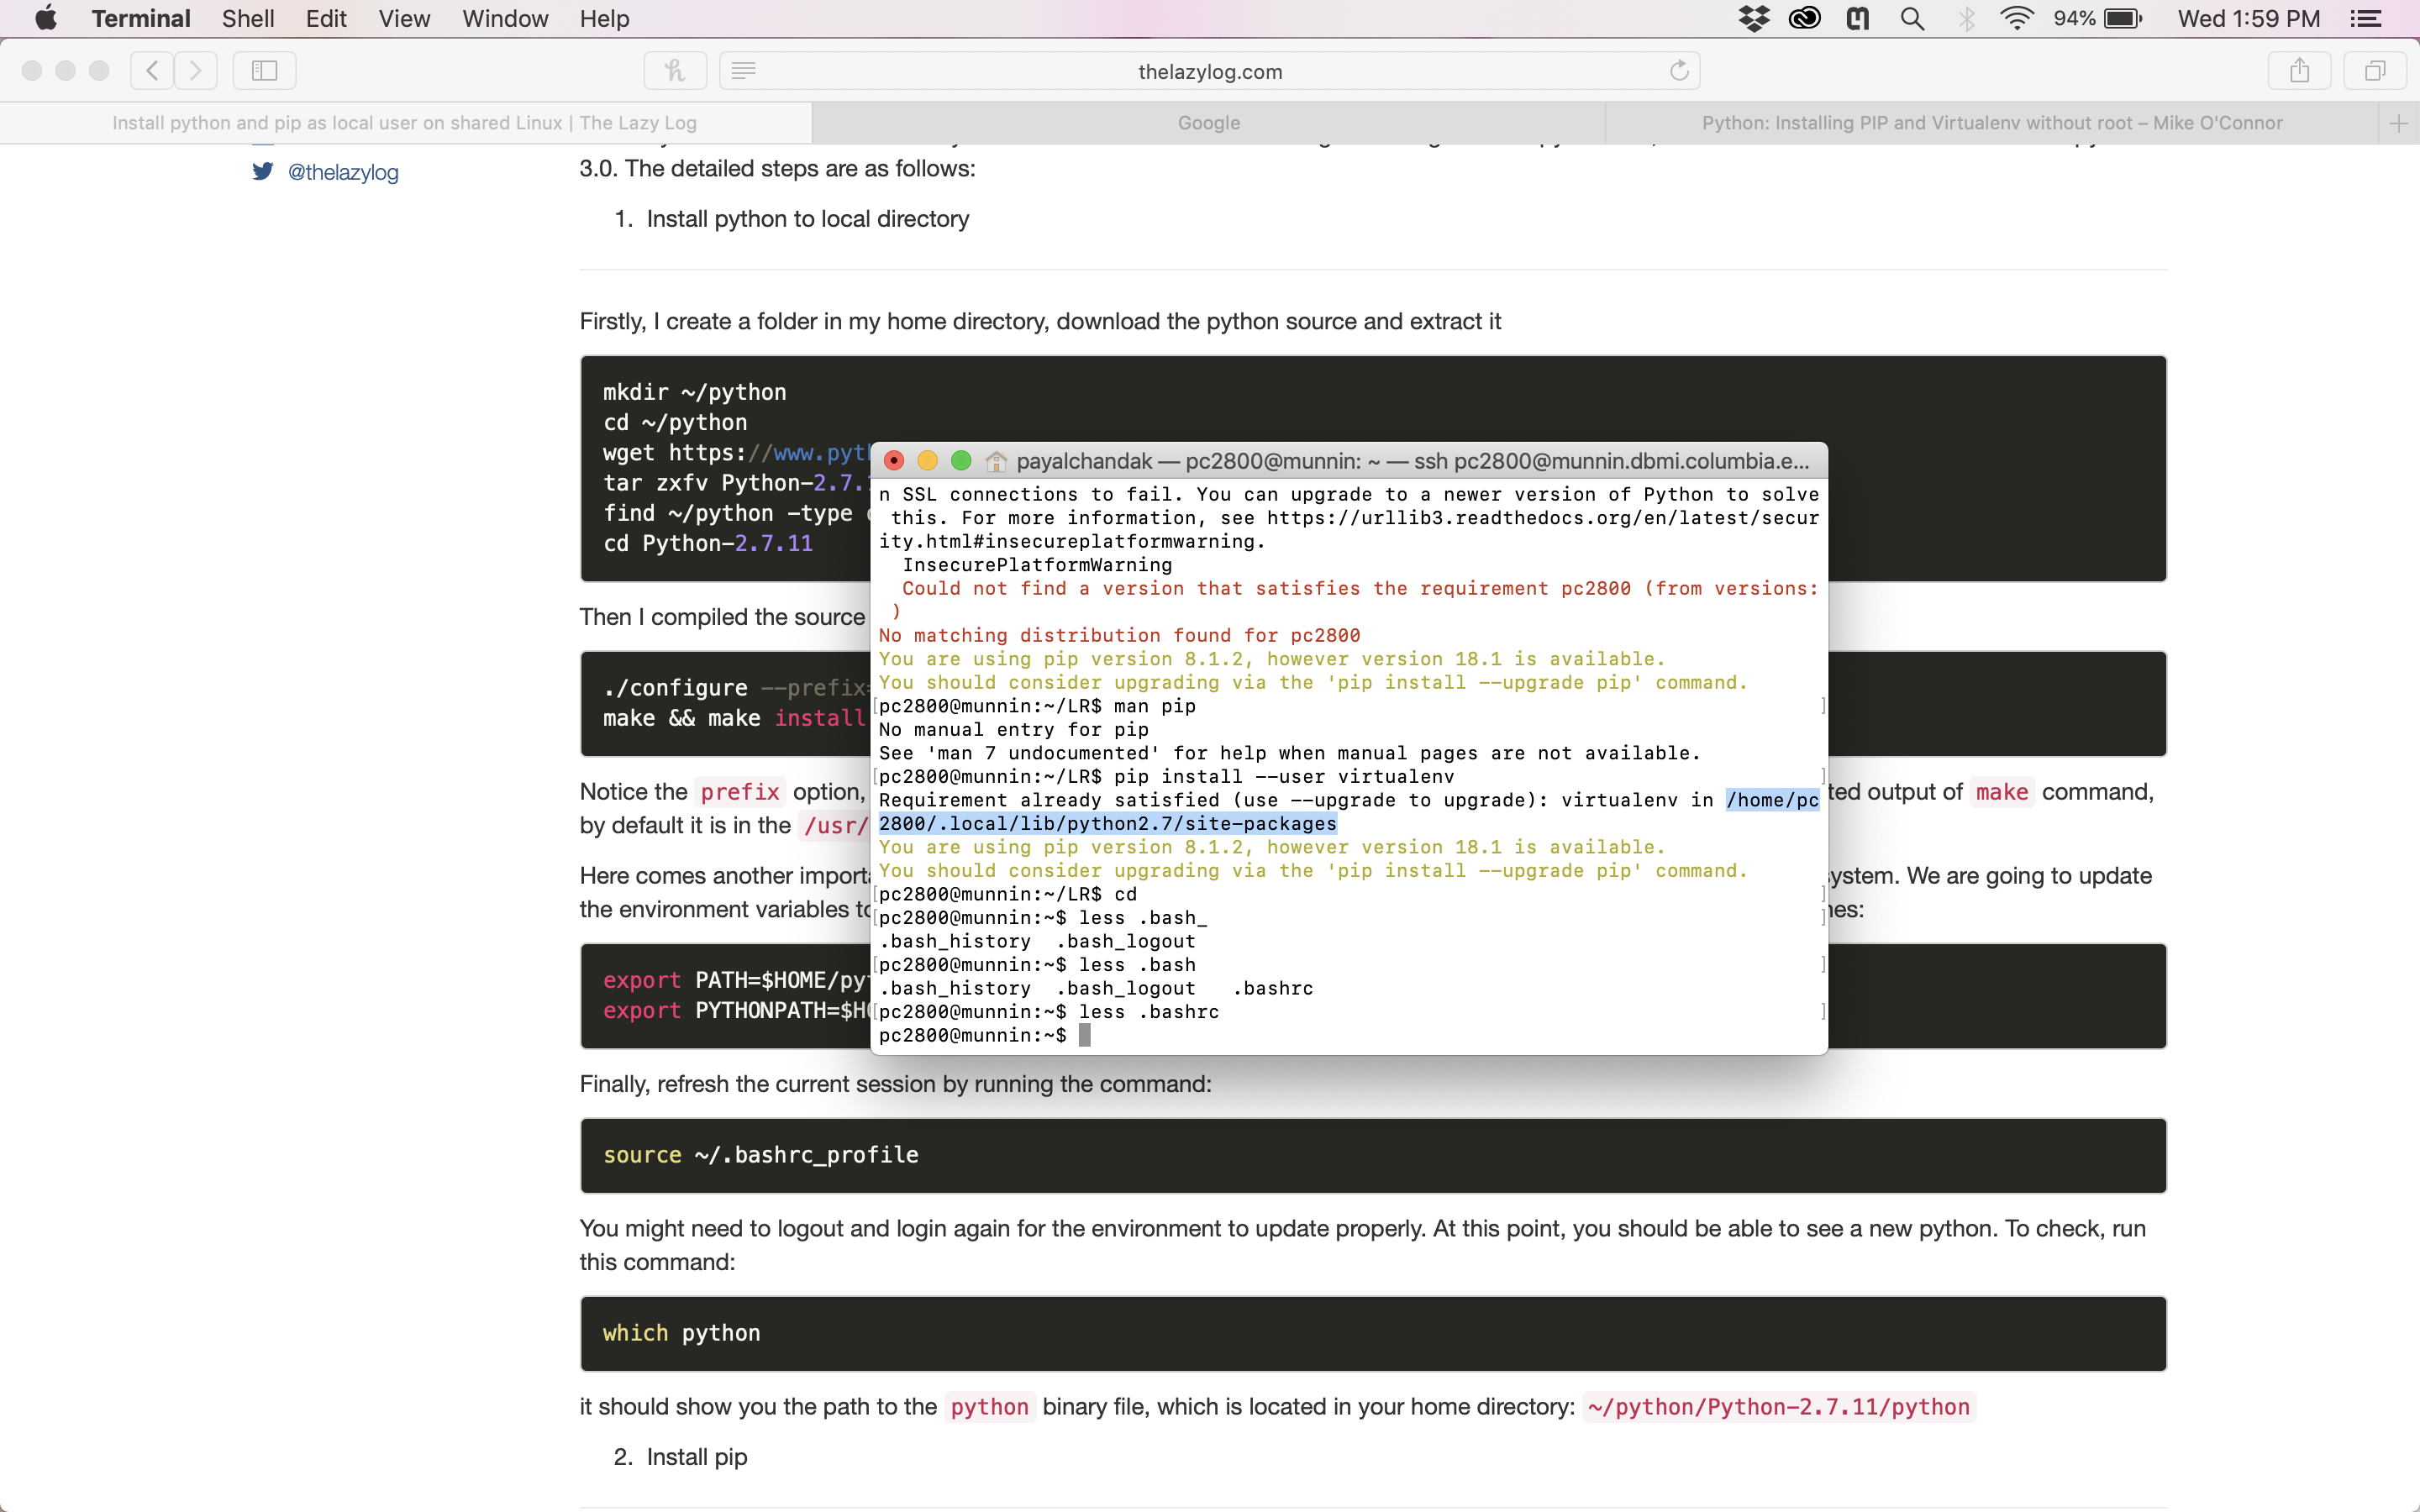 Terminal Shell Edit View Window Help 94% Wed 1:59 PM
thelazylog.com
Install python and pip as local user on shared Linux | The Lazy Log Google Python: Installing PIP and Virtualenv without root – Mike O'Connor
@thelazylog
3.0. The detailed steps are as follows:
1. Install python to local directory
Firstly, I create a folder in my home directory, download the python source and extract it
mkdir ~/python
cd ~/python
wget https://www.pyth
tar zxfv Python-2.7.
find ~/python -type
cd Python-2.7.11
Then I compiled the source
./configure --prefix=
make && make install
Notice the prefix option, ted output of make command,
by default it is in the /usr/
Here comes another importa ystem. We are going to update
the environment variables to nes:
export PATH=$HOME/py
export PYTHONPATH=$H
Finally, refresh the current session by running the command:
source ~/.bashrc_profile
You might need to logout and login again for the environment to update properly. At this point, you should be able to see a new python. To check, run
this command:
which python
it should show you the path to the python binary file, which is located in your home directory: ~/python/Python-2.7.11/python
2. Install pip
payalchandak — pc2800@munnin: ~ — ssh pc2800@munnin.dbmi.columbia.e...
n SSL connections to fail. You can upgrade to a newer version of Python to solve
this. For more information, see https://urllib3.readthedocs.org/en/latest/secur
ity.html#insecureplatformwarning.
InsecurePlatformWarning
Could not find a version that satisfies the requirement pc2800 (from versions:
)
No matching distribution found for pc2800
You are using pip version 8.1.2, however version 18.1 is available.
You should consider upgrading via the 'pip install --upgrade pip' command.
[pc2800@munnin:~/LR$ man pip ]
No manual entry for pip
See 'man 7 undocumented' for help when manual pages are not available.
[pc2800@munnin:~/LR$ pip install --user virtualenv ]
Requirement already satisfied (use --upgrade to upgrade): virtualenv in /home/pc
2800/.local/lib/python2.7/site-packages
You are using pip version 8.1.2, however version 18.1 is available.
You should consider upgrading via the 'pip install --upgrade pip' command.
[pc2800@munnin:~/LR$ cd ]
[pc2800@munnin:~$ less .bash_ ]
.bash_history .bash_logout
[pc2800@munnin:~$ less .bash ]
.bash_history .bash_logout .bashrc
[pc2800@munnin:~$ less .bashrc ]
pc2800@munnin:~$